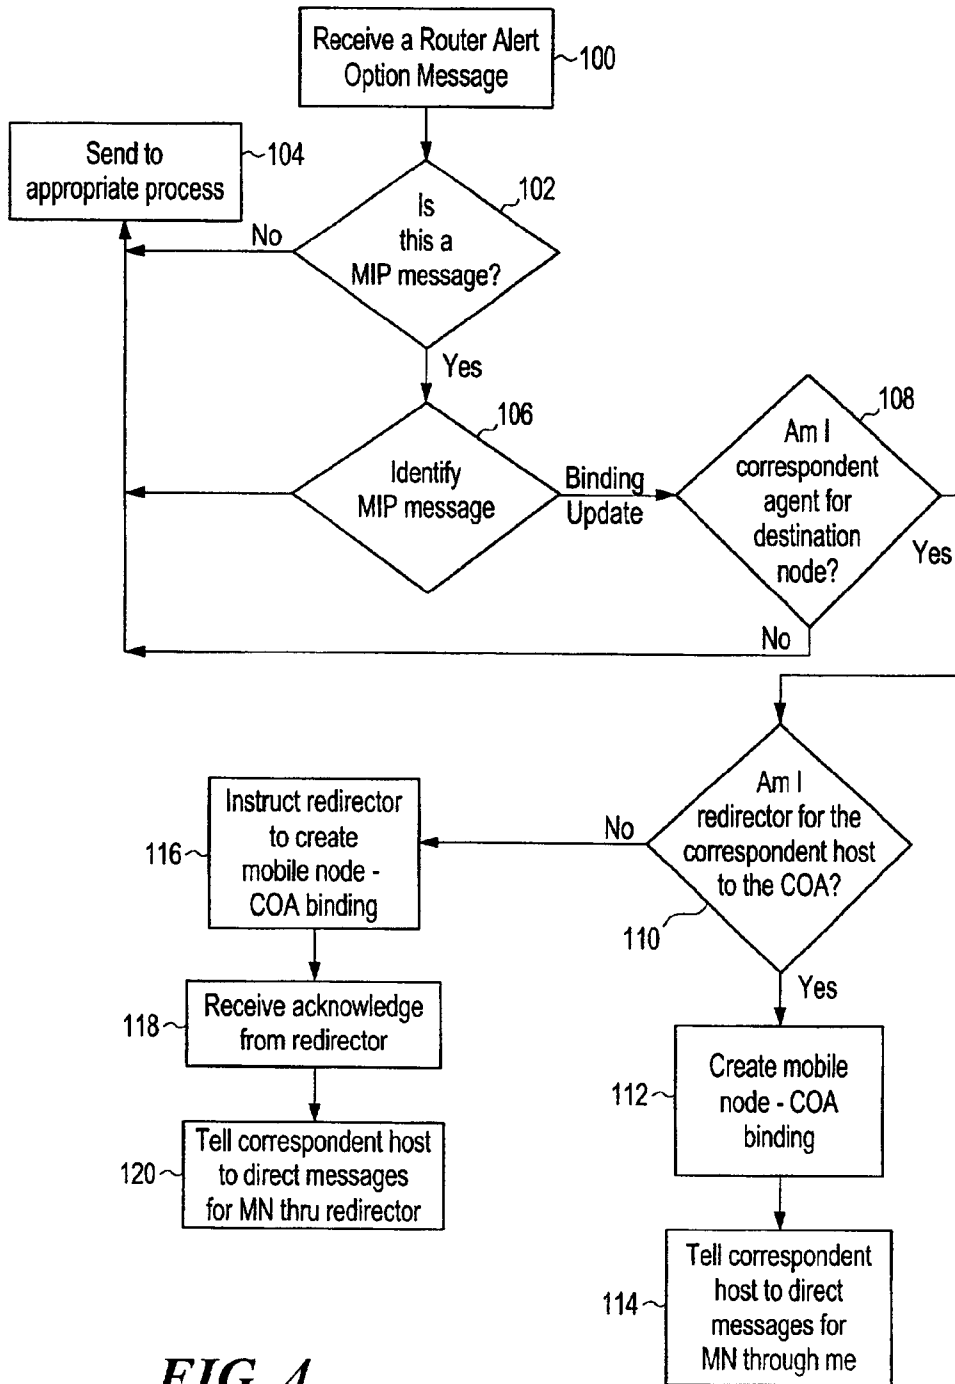 Receive a Router Alert
Option Message
100
Send to
appropriate process
104
Is
this a
MIP message?
102
No
Yes
Identify
MIP message
106
Binding
Update
Am I
correspondent
agent for
destination
node?
108
Yes
No
Am I
redirector for the
correspondent host
to the COA?
110
No
Yes
Instruct redirector
to create
mobile node -
COA binding
116
Receive acknowledge
from redirector
118
Tell correspondent host
to direct messages
for MN thru redirector
120
Create mobile
node - COA
binding
112
Tell correspondent
host to direct
messages for
MN through me
114
FIG. 4